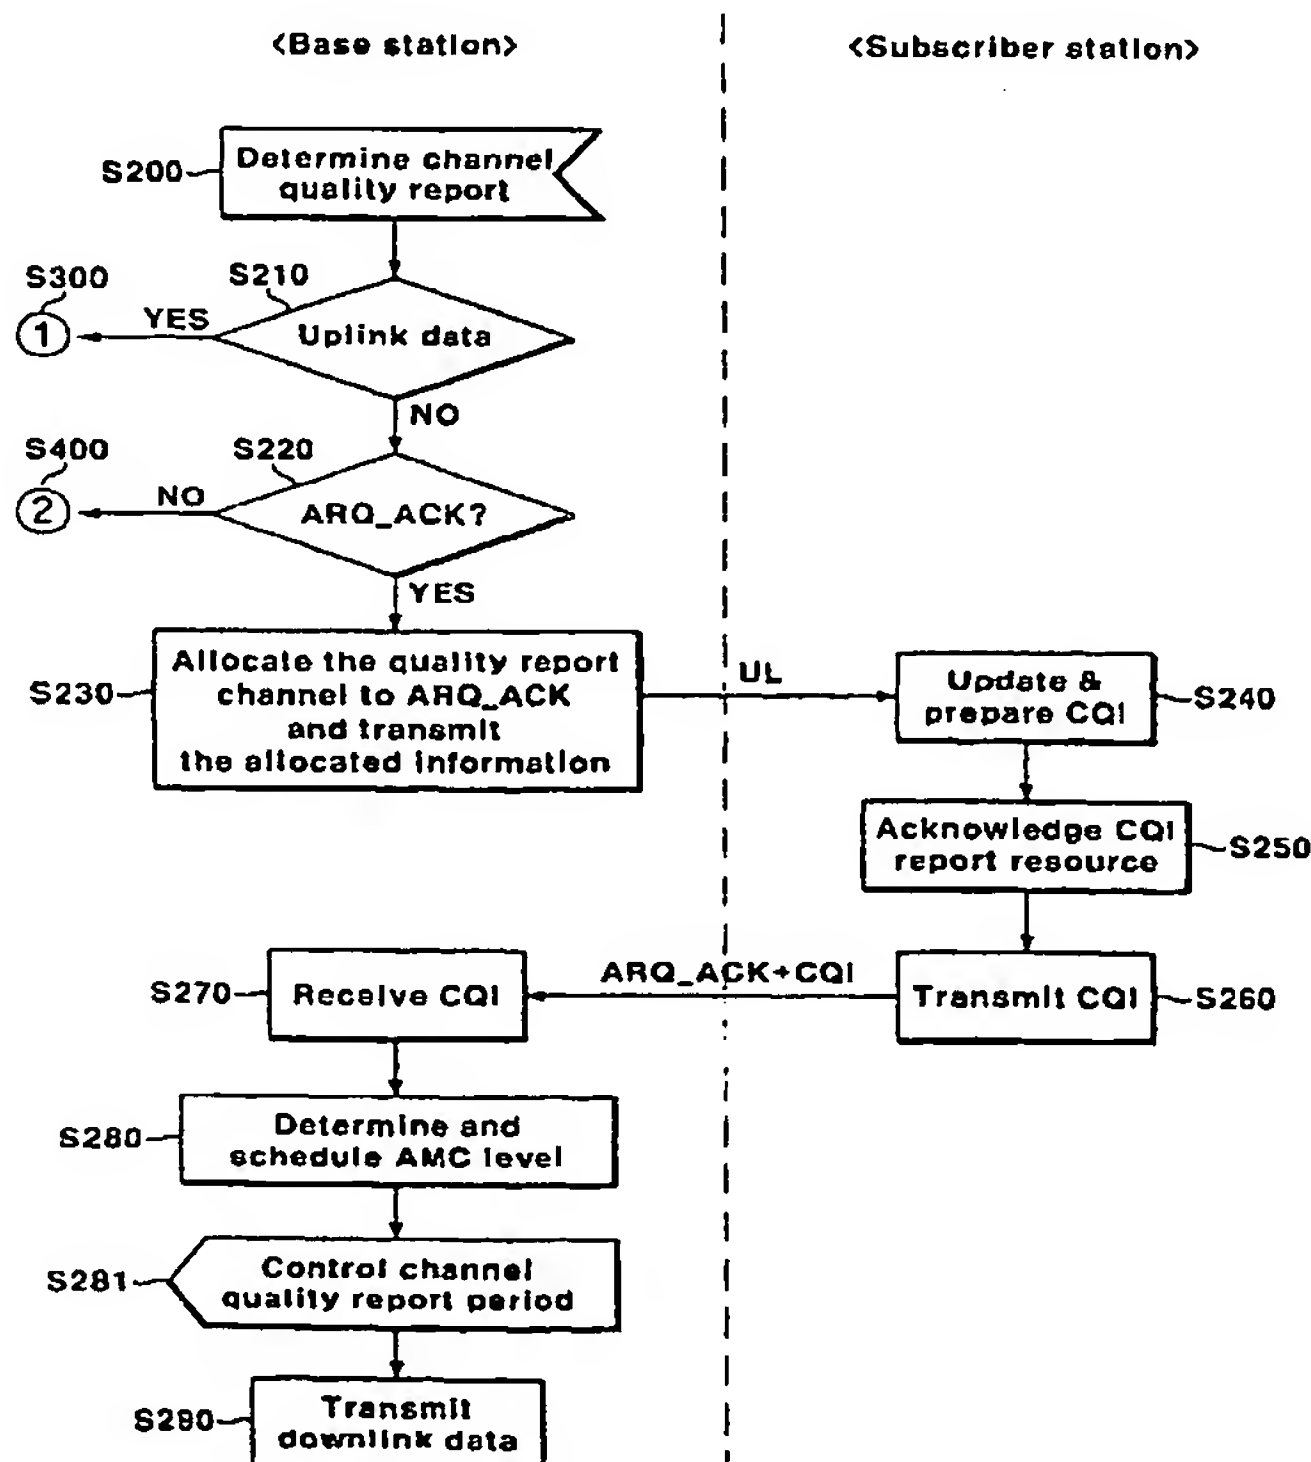 <Base station>
<Subscriber station>
S200
Determine channel
quality report
S300
S210
1
YES
Uplink data
NO
S400
S220
2
NO
ARQ_ACK?
YES
S230
Allocate the quality report
channel to ARQ_ACK
and transmit
the allocated information
UL
Update &
prepare CQI
S240
Acknowledge CQI
report resource
S250
S270
Receive CQI
ARQ_ACK+CQI
Transmit CQI
S260
S280
Determine and
schedule AMC level
S281
Control channel
quality report period
S290
Transmit
downlink data